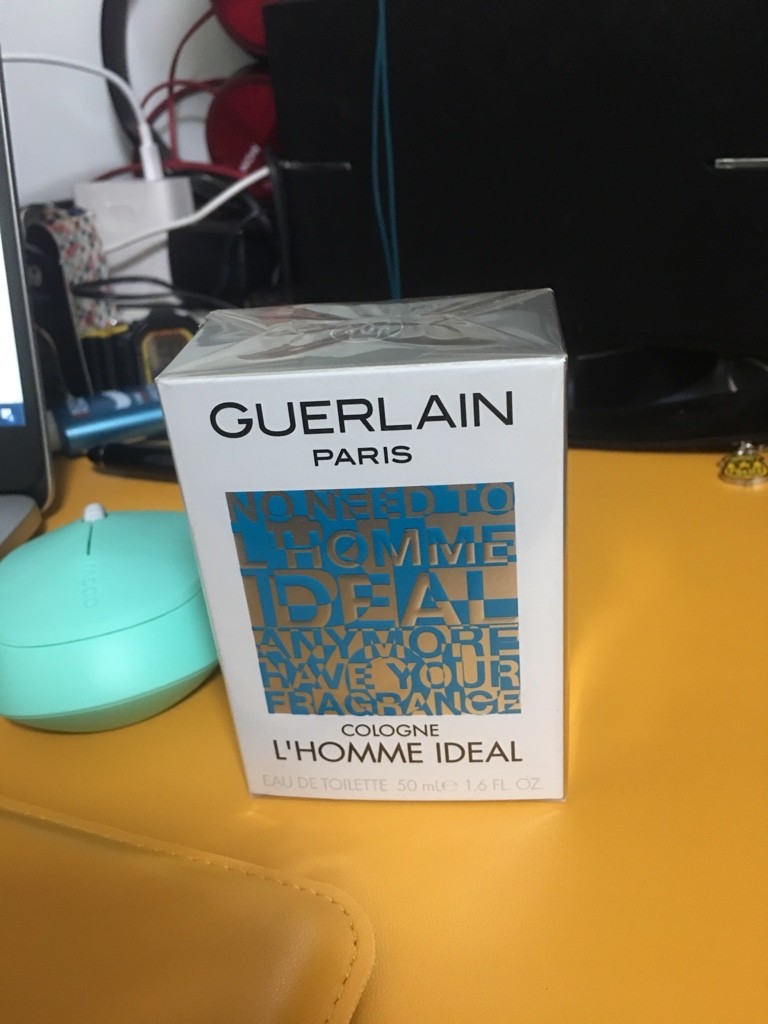 GUERLAIN
PARIS
NO NEED TO
L'HOMME
IDEAL
ANYMORE
HAVE YOUR
FRAGRANCE
COLOGNE
L'HOMME IDEAL
EAU DE TOILETTE 50 mL℮ 1.6 FL. OZ.